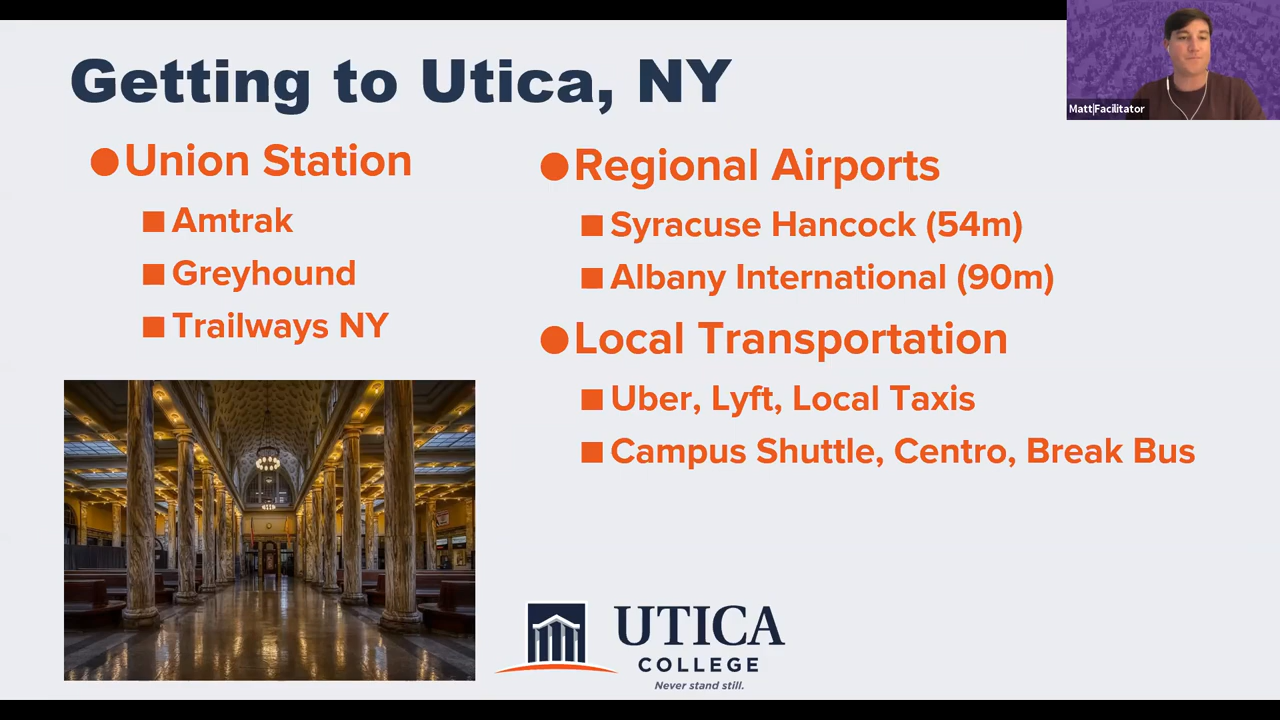 Getting to Utica, NY
Union Station
Amtrak
Greyhound
Trailways NY
Regional Airports
Syracuse Hancock (54m)
Albany International (90m)
Local Transportation
Uber, Lyft, Local Taxis
Campus Shuttle, Centro, Break Bus
UTICA
COLLEGE
Never stand still.
Matt|Facilitator